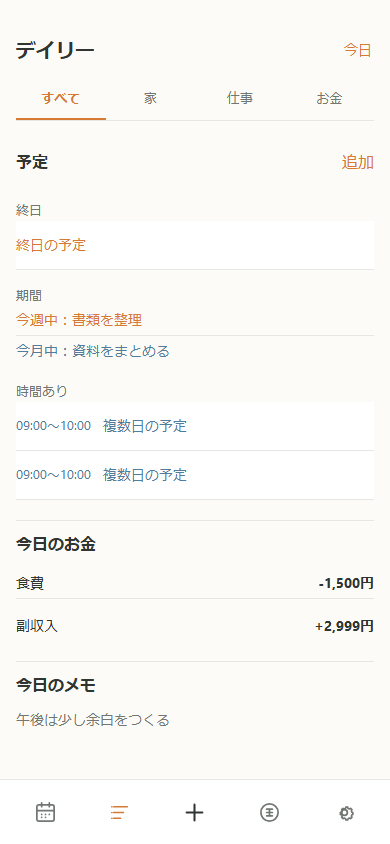 デイリー 今日
すべて 家 仕事 お金
予定 追加
終日
終日の予定
期間
今週中：書類を整理
今月中：資料をまとめる
時間あり
09:00～10:00 複数日の予定
09:00～10:00 複数日の予定
今日のお金
食費 -1,500円
副収入 +2,999円
今日のメモ
午後は少し余白をつくる